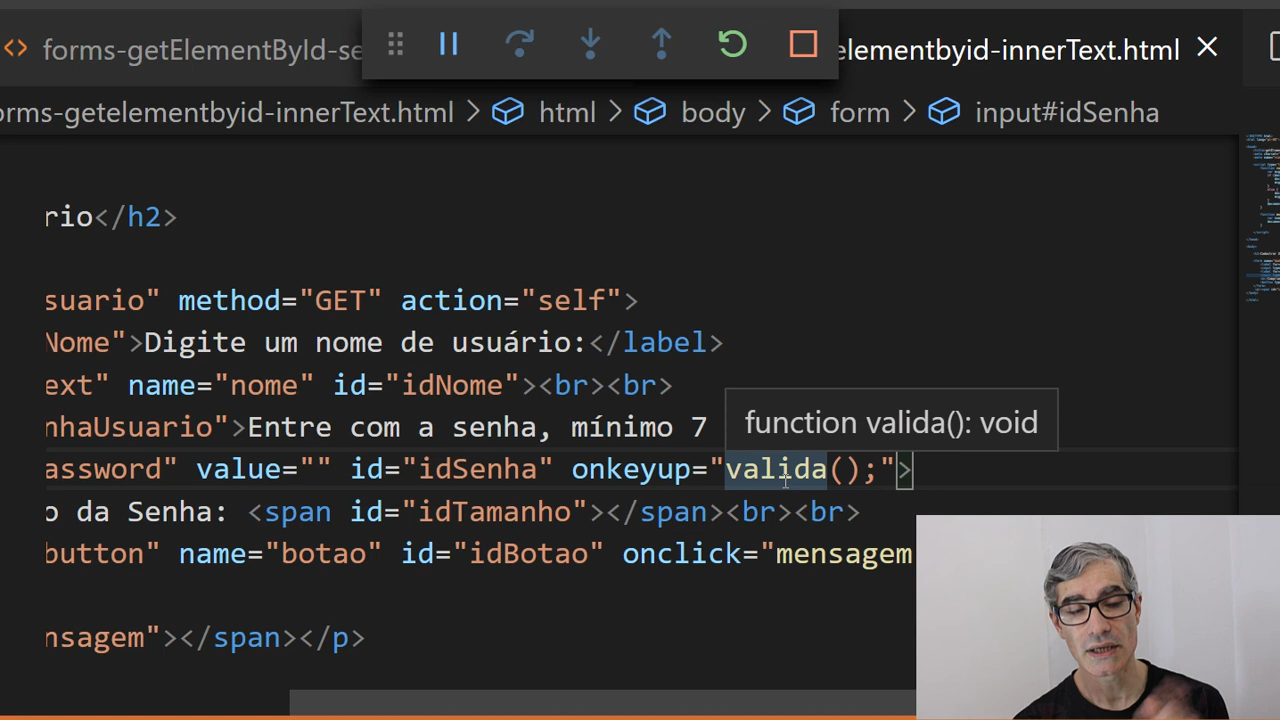 forms-getElementById-se
elementbyid-innerText.html
orms-getelementbyid-innerText.html > html > body > form > input#idSenha
rio</h2>
suario" method="GET" action="self">
Nome">Digite um nome de usuário:</label>
ext" name="nome" id="idNome"><br><br>
nhaUsuario">Entre com a senha, mínimo 7
function valida(): void
assword" value="" id="idSenha" onkeyup="valida();">
o da Senha: <span id="idTamanho"></span><br><br>
button" name="botao" id="idBotao" onclick="mensagem
nsagem"></span></p>